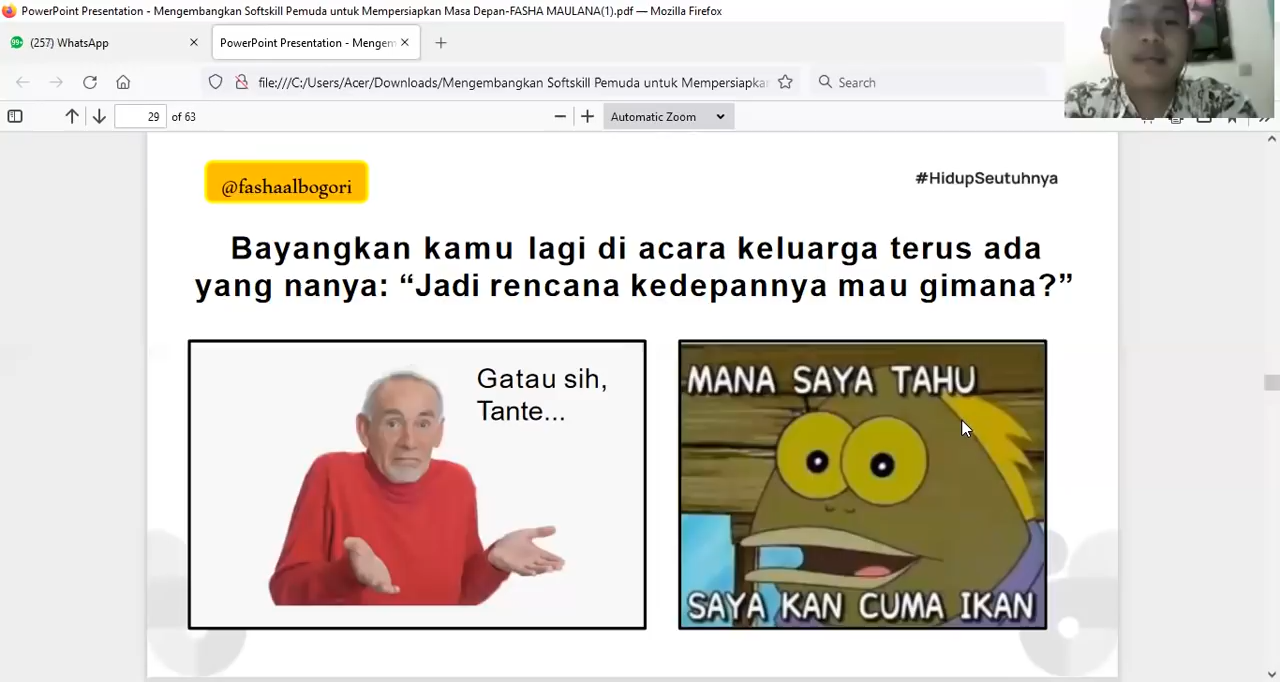 PowerPoint Presentation - Mengembangkan Softskill Pemuda untuk Mempersiapkan Masa Depan-FASHA MAULANA(1).pdf — Mozilla Firefox
99+ (257) WhatsApp
PowerPoint Presentation - Mengem
file:///C:/Users/Acer/Downloads/Mengembangkan Softskill Pemuda untuk Mempersiapka
Search
29 of 63
Automatic Zoom
@fashaalbogori
#HidupSeutuhnya
Bayangkan kamu lagi di acara keluarga terus ada
yang nanya: “Jadi rencana kedepannya mau gimana?”
Gatau sih,
Tante...
MANA SAYA TAHU
SAYA KAN CUMA IKAN